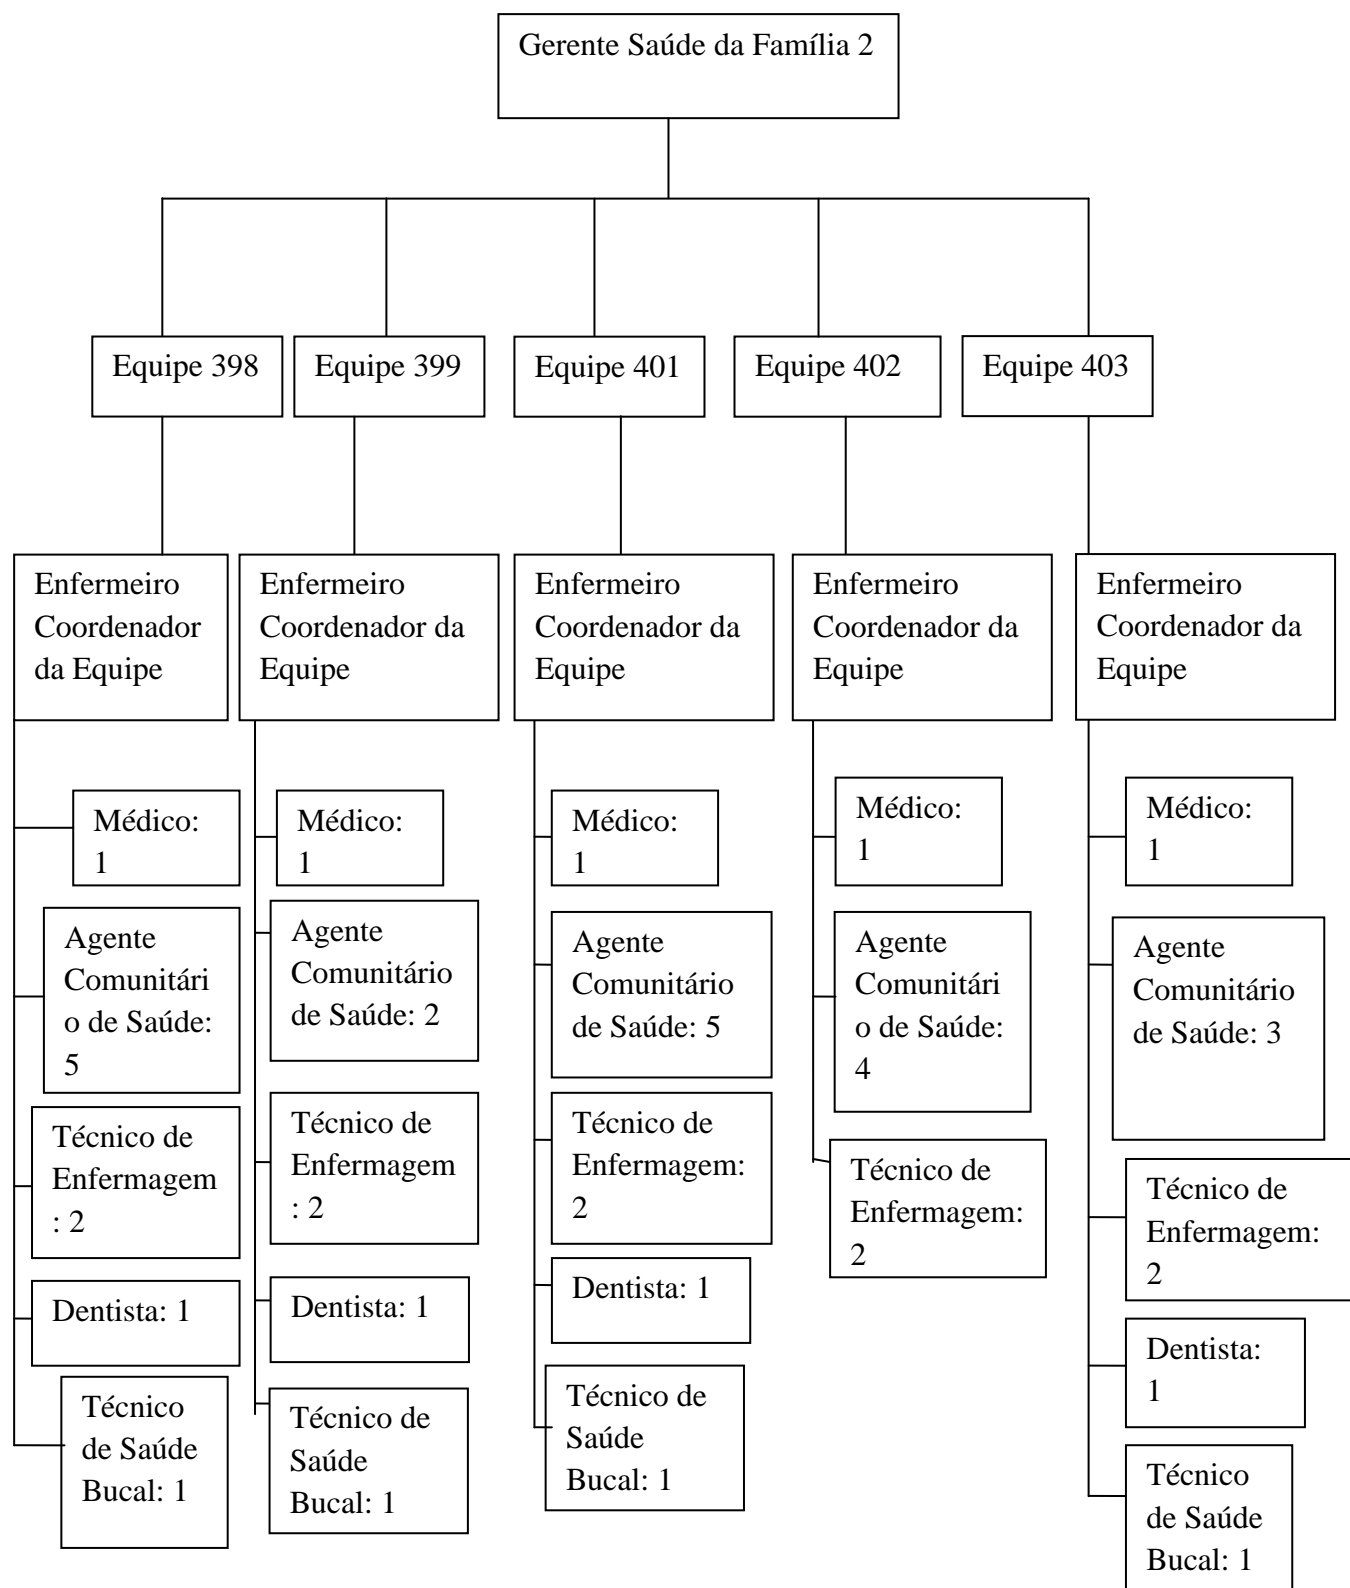 Gerente Saúde da Família 2
Equipe 398
Equipe 399
Equipe 401
Equipe 402
Equipe 403
Enfermeiro
Coordenador
da Equipe
Enfermeiro
Coordenador da
Equipe
Enfermeiro
Coordenador da
Equipe
Enfermeiro
Coordenador da
Equipe
Enfermeiro
Coordenador da
Equipe
Médico:
1
Médico:
1
Médico:
1
Médico:
1
Médico:
1
Agente
Comunitári
o de Saúde:
5
Agente
Comunitário
de Saúde: 2
Agente
Comunitário
de Saúde: 5
Agente
Comunitári
o de Saúde:
4
Agente
Comunitário
de Saúde: 3
Técnico de
Enfermagem
: 2
Técnico de
Enfermagem
: 2
Técnico de
Enfermagem:
2
Técnico de
Enfermagem:
2
Técnico de
Enfermagem:
2
Dentista: 1
Dentista: 1
Dentista: 1
Dentista:
1
Técnico
de Saúde
Bucal: 1
Técnico de
Saúde
Bucal: 1
Técnico de
Saúde
Bucal: 1
Técnico
de Saúde
Bucal: 1